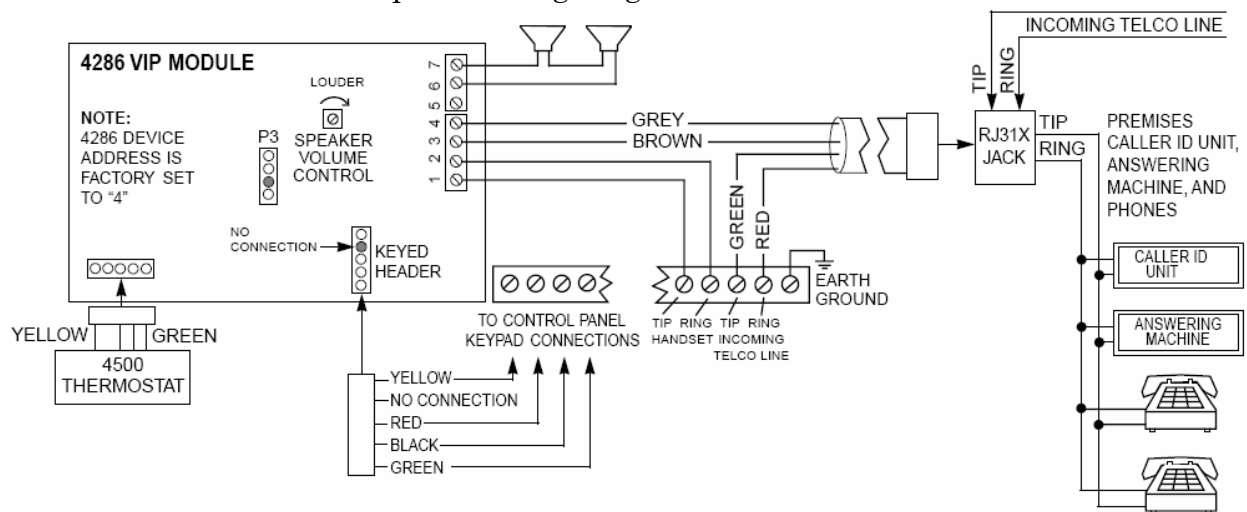 INCOMING TELCO LINE
TIP
RING
4286 VIP MODULE
LOUDER
SPEAKER
VOLUME
CONTROL
P3
NOTE:
4286 DEVICE
ADDRESS IS
FACTORY SET
TO “4”
NO
CONNECTION
KEYED
HEADER
7
6
5
4
3
2
1
GREY
BROWN
GREEN
RED
RJ31X
JACK
TIP
RING
PREMISES
CALLER ID UNIT,
ANSWERING
MACHINE, AND
PHONES
CALLER ID
UNIT
ANSWERING
MACHINE
EARTH
GROUND
TIP RING TIP RING
HANDSET INCOMING
TELCO LINE
TO CONTROL PANEL
KEYPAD CONNECTIONS
YELLOW
GREEN
4500
THERMOSTAT
YELLOW
NO CONNECTION
RED
BLACK
GREEN